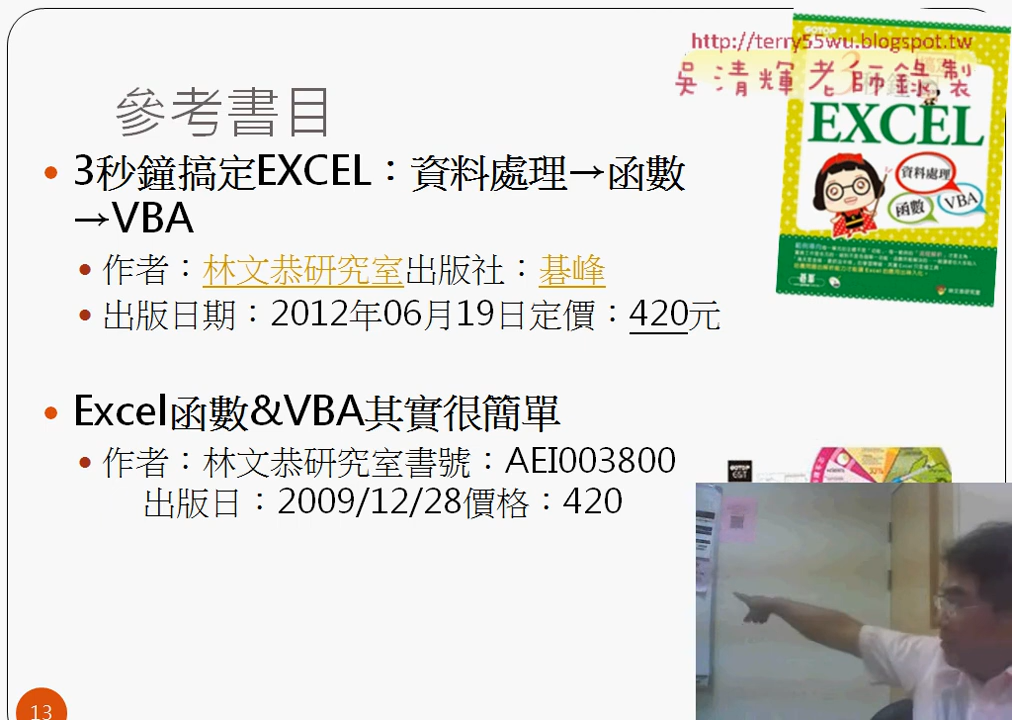 http://terry55wu.blogspot.tw
吳清輝老師錄製
參考書目
3秒鐘搞定EXCEL：資料處理→函數
→VBA
作者：林文恭研究室出版社：碁峰
出版日期：2012年06月19日定價：420元
Excel函數&VBA其實很簡單
作者：林文恭研究室書號：AEI003800
出版日：2009/12/28價格：420
13
EXCEL
資料處理
函數
VBA
GOTOP